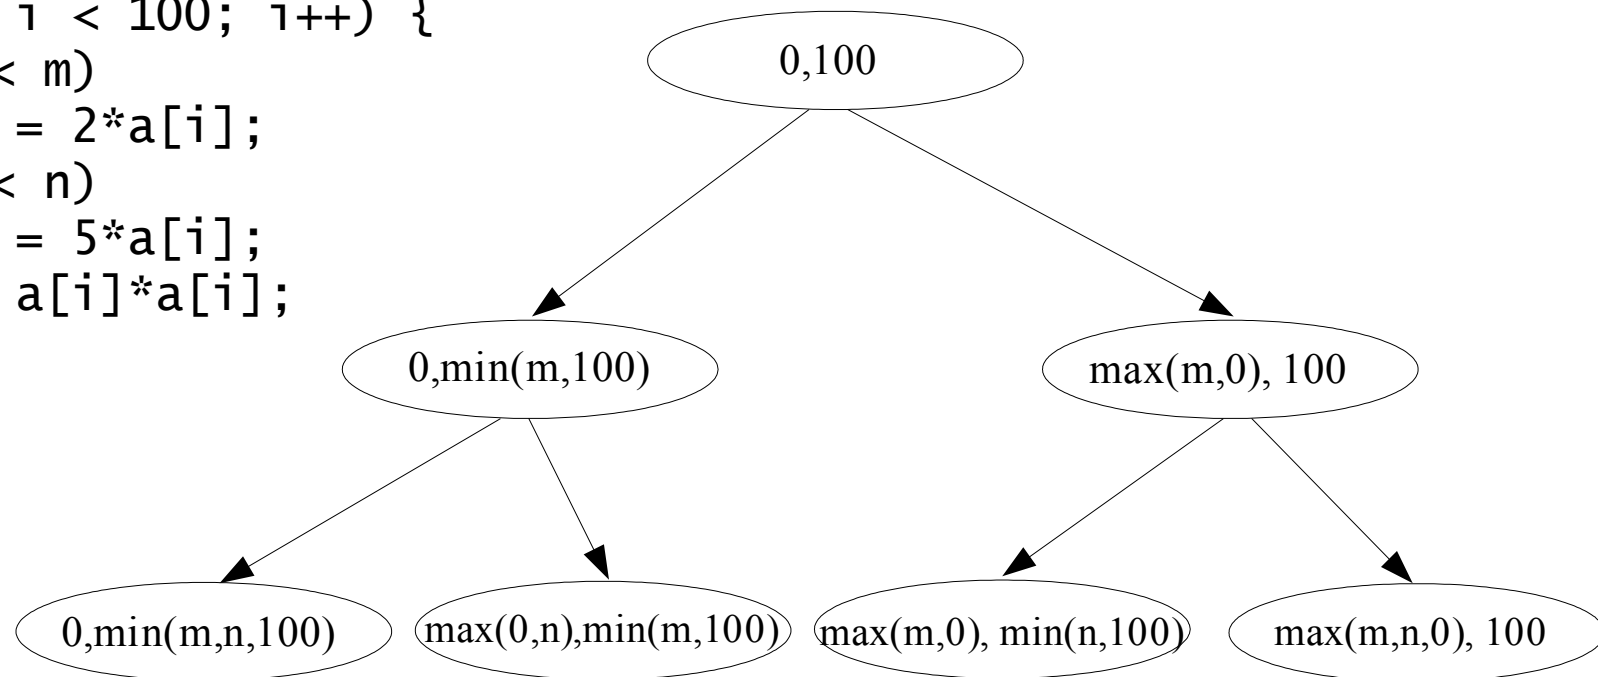 i < 100; i++) {
< m)
= 2*a[i];
< n)
= 5*a[i];
a[i]*a[i];
0,100
0,min(m,100)
max(m,0), 100
0,min(m,n,100)
max(0,n),min(m,100)
max(m,0), min(n,100)
max(m,n,0), 100